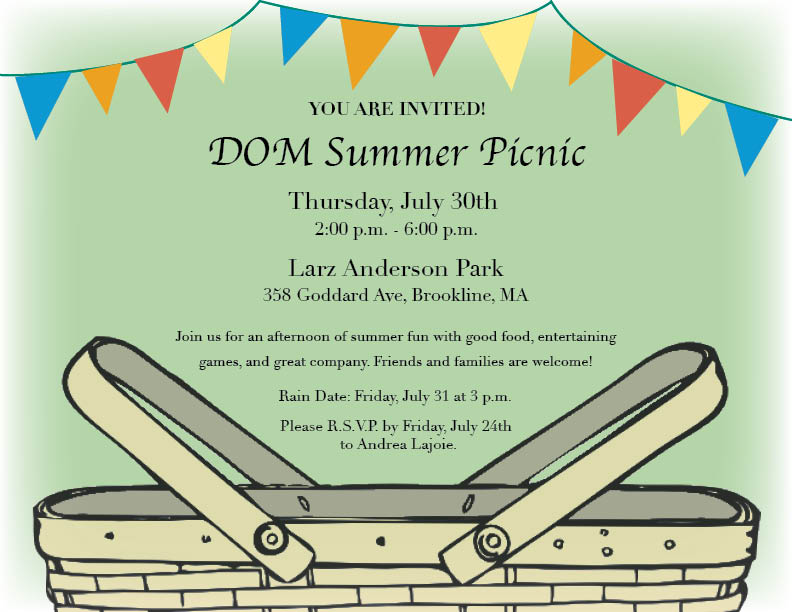 YOU ARE INVITED!
DOM Summer Picnic
Thursday, July 30th
2:00 p.m. - 6:00 p.m.
Larz Anderson Park
358 Goddard Ave, Brookline, MA
Join us for an afternoon of summer fun with good food, entertaining
games, and great company. Friends and families are welcome!
Rain Date: Friday, July 31 at 3 p.m.
Please R.S.V.P. by Friday, July 24th
to Andrea Lajoie.